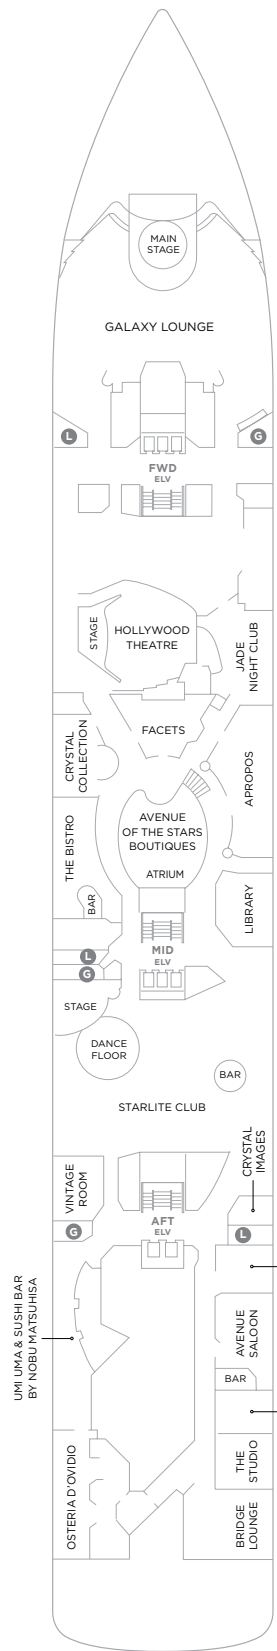 MAIN
STAGE
GALAXY LOUNGE
L
G
FWD
ELV
STAGE
HOLLYWOOD
THEATRE
JADE
NIGHT CLUB
FACETS
CRYSTAL
COLLECTION
APROPOS
AVENUE
OF THE STARS
BOUTIQUES
ATRIUM
THE BISTRO
BAR
LIBRARY
MID
ELV
L
G
STAGE
DANCE
FLOOR
BAR
STARLITE CLUB
CRYSTAL
IMAGES
VINTAGE
ROOM
G
AFT
ELV
L
UMI UMA & SUSHI BAR
BY NOBU MATSUHISA
AVENUE
SALOON
BAR
OSTERIA D'OVIDIO
THE
STUDIO
BRIDGE
LOUNGE